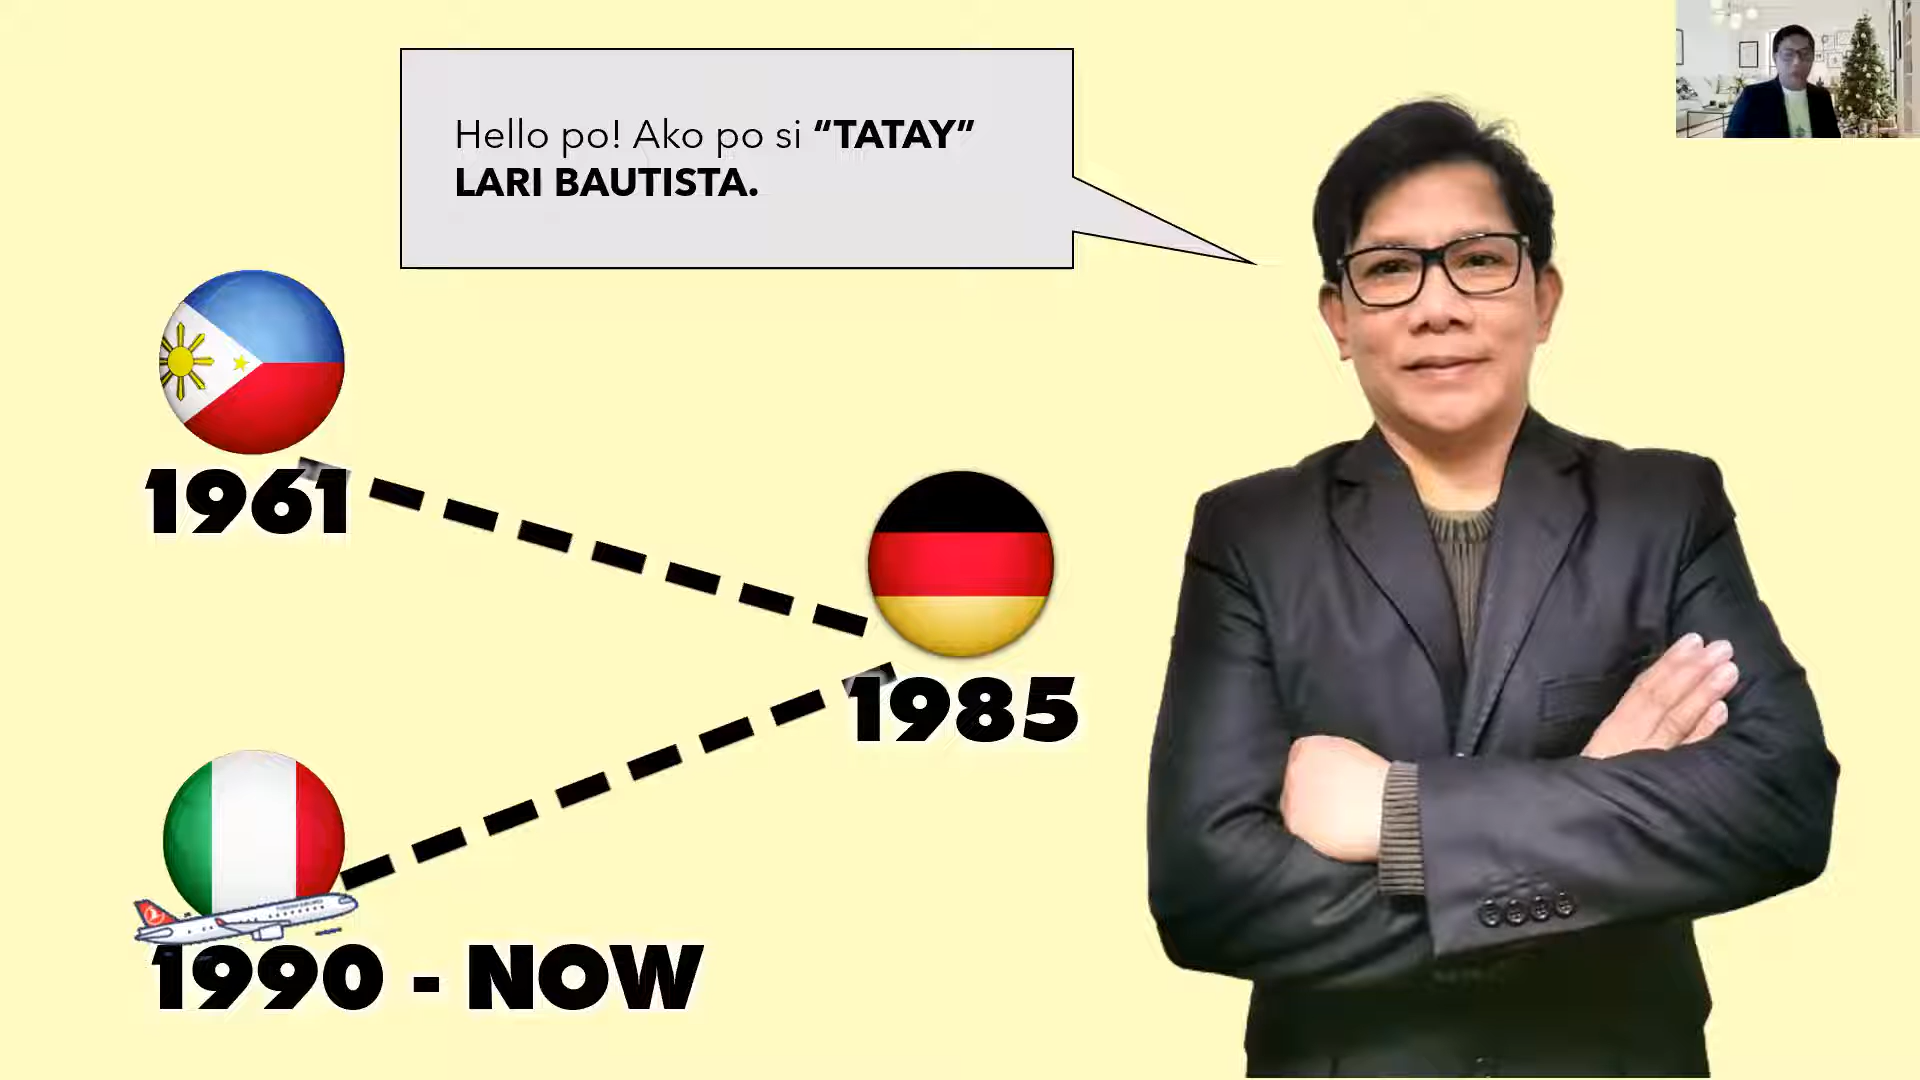 Hello po! Ako po si “TATAY”
LARI BAUTISTA.
1961
1985
1990 - NOW